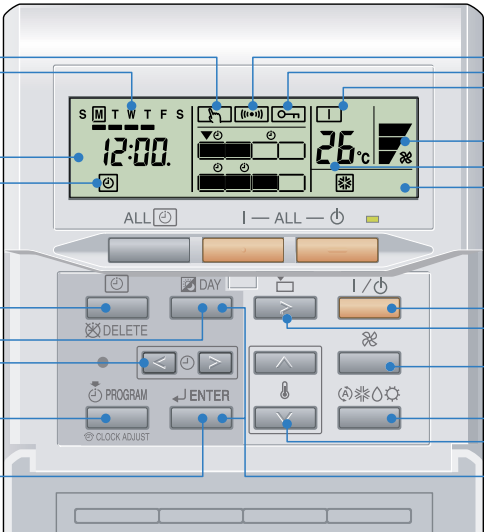 S M T W T F S
12:00.
26°c
ALL I — ALL —
DAY I /
DELETE
PROGRAM ENTER
CLOCK ADJUST (A)